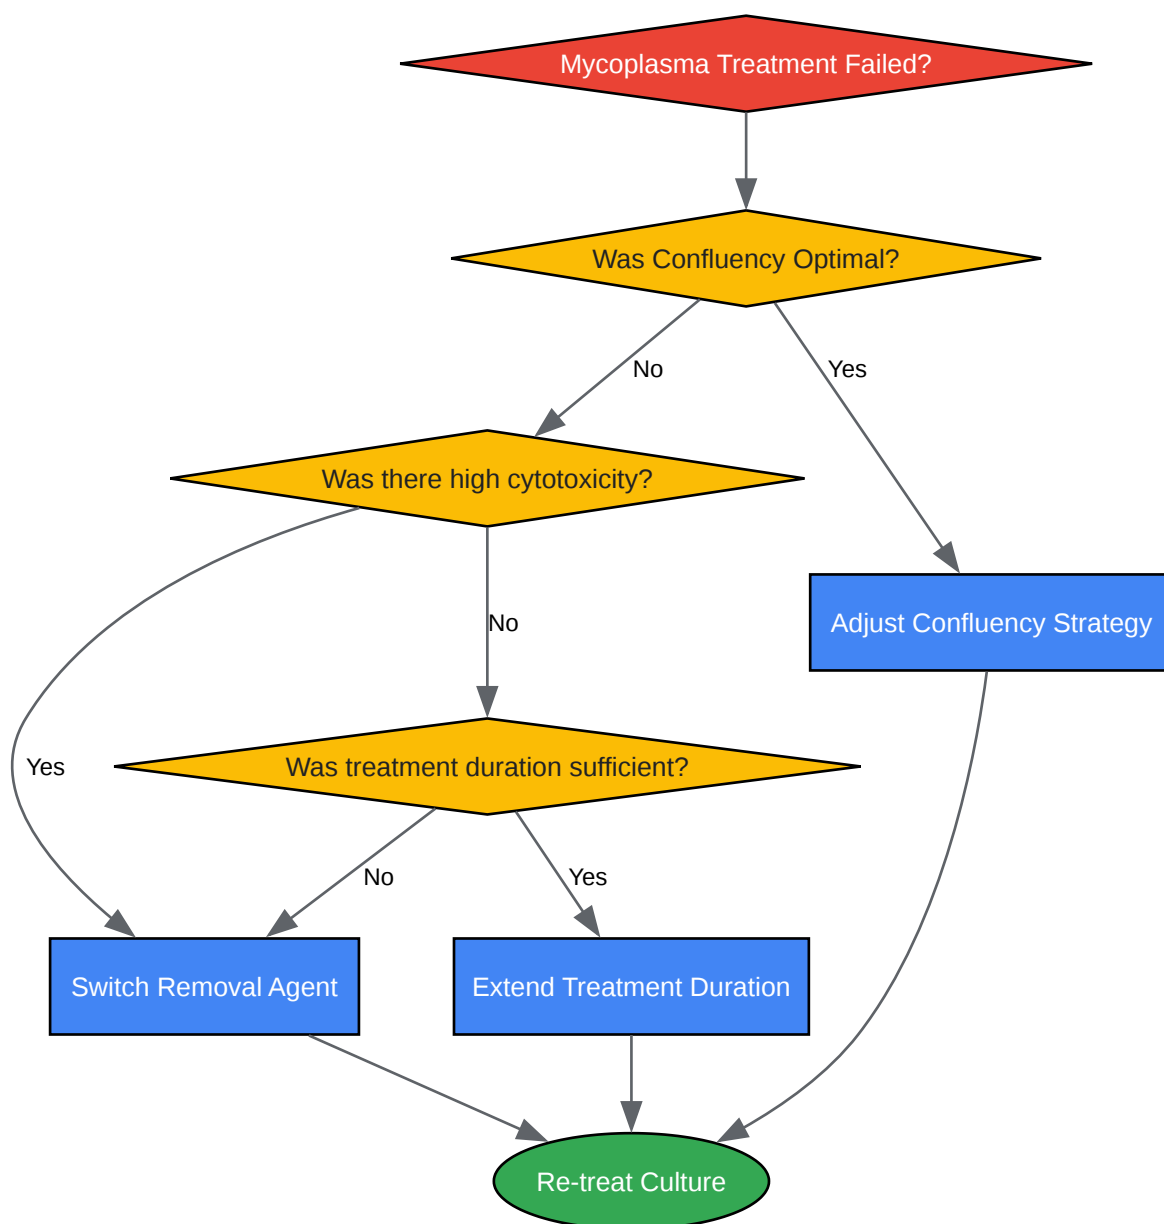 Mycoplasma Treatment Failed?
Was Confluency Optimal?
No
Yes
Was there high cytotoxicity?
Adjust Confluency Strategy
No
Yes
Was treatment duration sufficient?
No
Yes
Switch Removal Agent
Extend Treatment Duration
Re-treat Culture